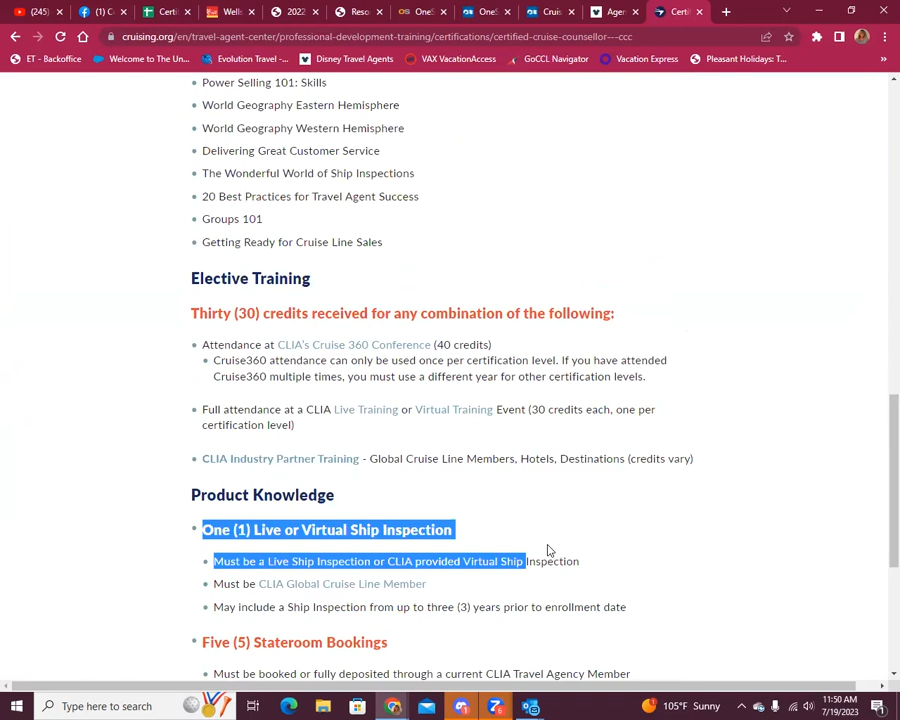 (245)
(1) C
Certi
Wells
2022
Reso
OneS
OneS
Cruis
Agen
Certi
cruising.org/en/travel-agent-center/professional-development-training/certifications/certified-cruise-counsellor---ccc
ET - Backoffice
Welcome to The Un...
Evolution Travel -...
Disney Travel Agents
VAX VacationAccess
GoCCL Navigator
Vacation Express
Pleasant Holidays: T...
»
• Power Selling 101: Skills
• World Geography Eastern Hemisphere
• World Geography Western Hemisphere
• Delivering Great Customer Service
• The Wonderful World of Ship Inspections
• 20 Best Practices for Travel Agent Success
• Groups 101
• Getting Ready for Cruise Line Sales
Elective Training
Thirty (30) credits received for any combination of the following:
• Attendance at CLIA's Cruise 360 Conference (40 credits)
• Cruise360 attendance can only be used once per certification level. If you have attended
Cruise360 multiple times, you must use a different year for other certification levels.
• Full attendance at a CLIA Live Training or Virtual Training Event (30 credits each, one per
certification level)
• CLIA Industry Partner Training - Global Cruise Line Members, Hotels, Destinations (credits vary)
Product Knowledge
• One (1) Live or Virtual Ship Inspection
• Must be a Live Ship Inspection or CLIA provided Virtual Ship Inspection
• Must be CLIA Global Cruise Line Member
• May include a Ship Inspection from up to three (3) years prior to enrollment date
• Five (5) Stateroom Bookings
• Must be booked or fully deposited through a current CLIA Travel Agency Member
Type here to search
105°F Sunny
11:50 AM
7/19/2023